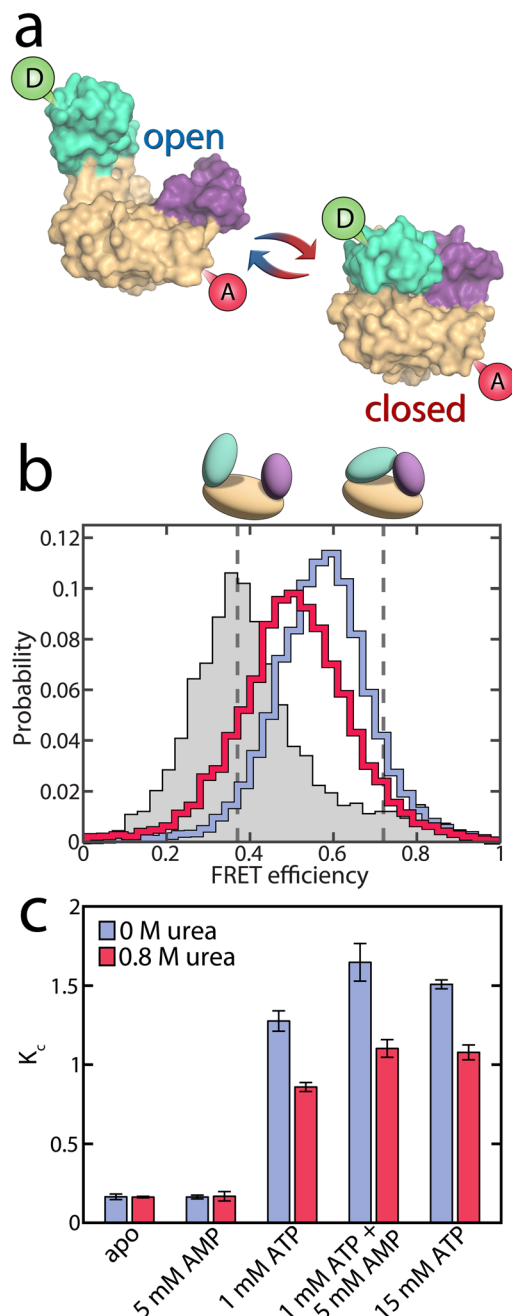 a
D
open
D
A
A
closed
b
0.12
0.1
0.08
0.06
0.04
0.02
0
Probability
0 0.2 0.4 0.6 0.8 1
FRET efficiency
c
2
1.5
1
0.5
0
K c
0 M urea
0.8 M urea
apo
5 mM AMP
1 mM ATP
1 mM ATP +
5 mM AMP
15 mM ATP